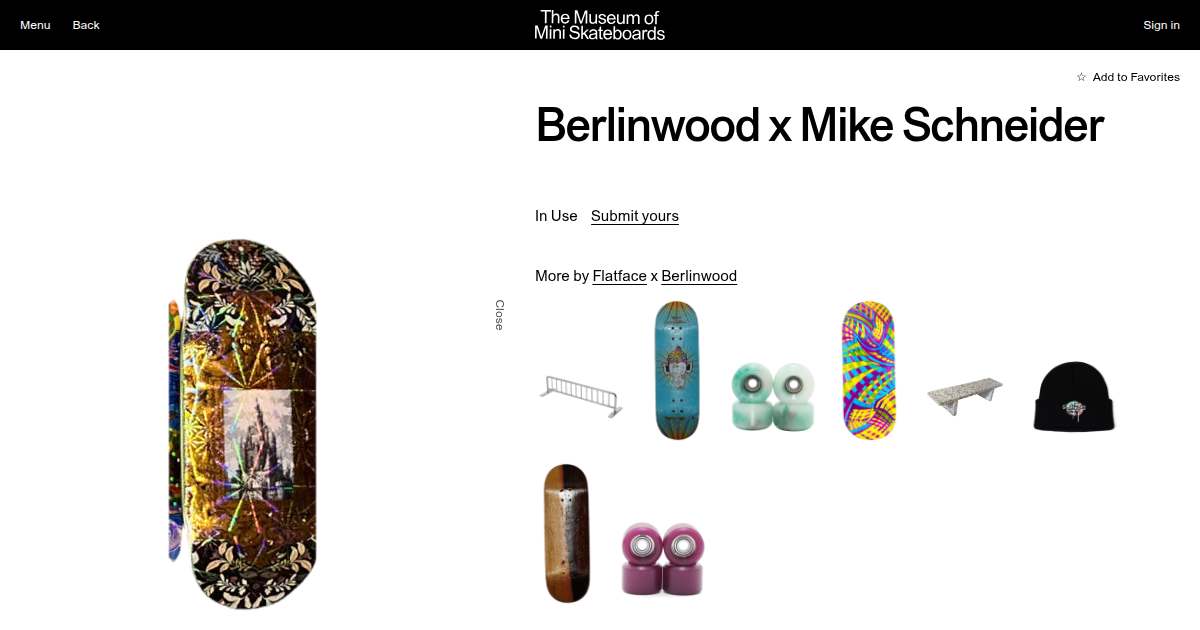 Menu Back
The Museum of
Mini Skateboards
Sign in
☆ Add to Favorites
Berlinwood x Mike Schneider
In Use Submit yours
More by Flatface x Berlinwood
Close